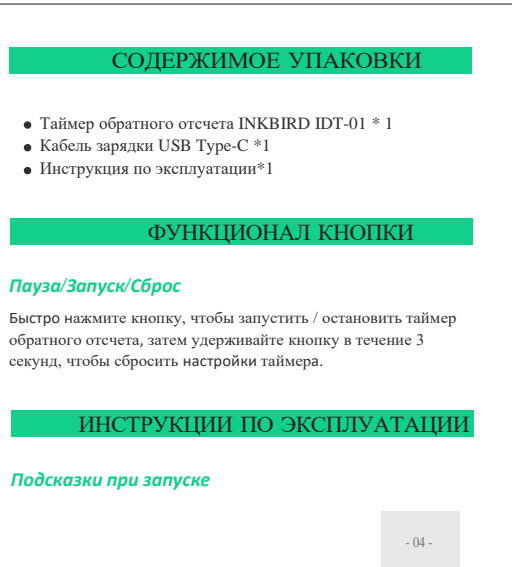 СОДЕРЖИМОЕ УПАКОВКИ
● Таймер обратного отсчета INKBIRD IDT-01 * 1
● Кабель зарядки USB Type-C *1
● Инструкция по эксплуатации*1
ФУНКЦИОНАЛ КНОПКИ
Пауза/Запуск/Сброс
Быстро нажмите кнопку, чтобы запустить / остановить таймер
обратного отсчета, затем удерживайте кнопку в течение 3
секунд, чтобы сбросить настройки таймера.
ИНСТРУКЦИИ ПО ЭКСПЛУАТАЦИИ
Подсказки при запуске
- 04 -